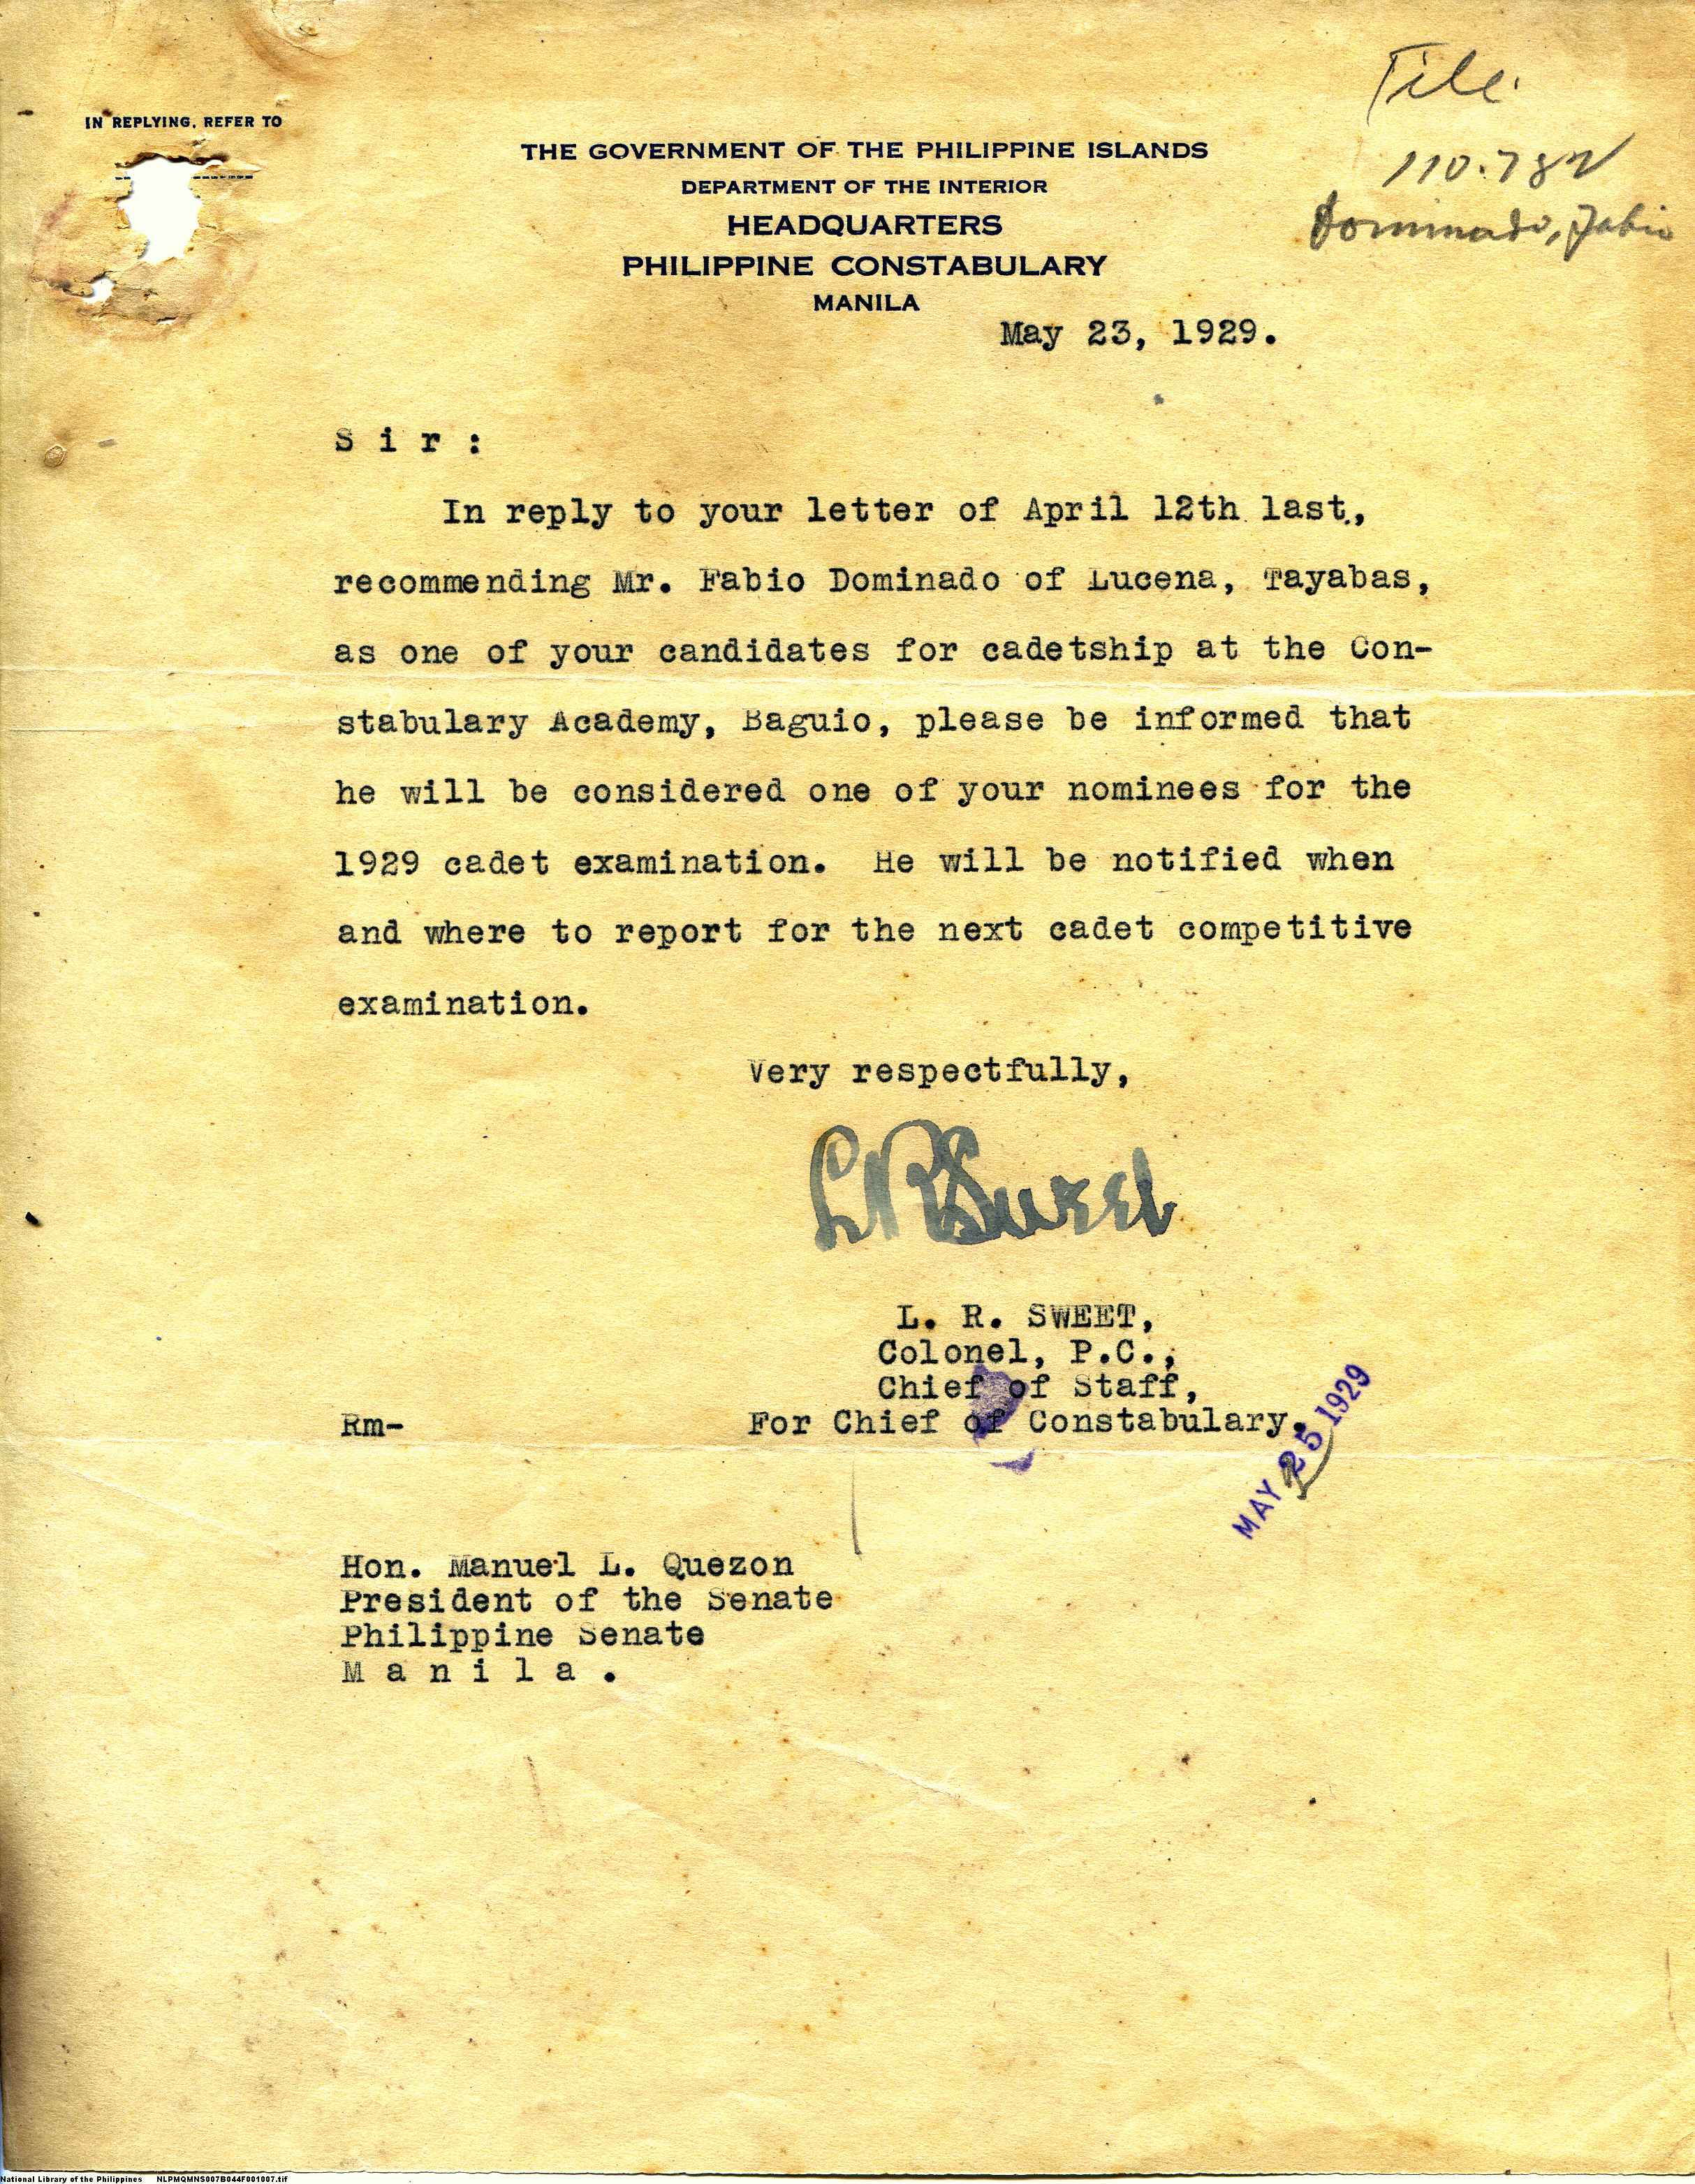 File.
IN REPLYING, REFER TO
THE GOVERNMENT OF THE PHILIPPINE ISLANDS
110.782
DEPARTMENT OF THE INTERIOR
Dominado, Fabio
HEADQUARTERS
PHILIPPINE CONSTABULARY
MANILA
May 23, 1929.
S i r :
In reply to your letter of April 12th last,
recommending Mr. Fabio Dominado of Lucena, Tayabas,
as one of your candidates for cadetship at the Con-
stabulary Academy, Baguio, please be informed that
he will be considered one of your nominees for the
1929 cadet examination. He will be notified when
and where to report for the next cadet competitive
examination.
Very respectfully,
L R Sweet
L. R. SWEET,
Colonel, P.C.,
Chief of Staff,
Rm- For Chief of Constabulary.
MAY 25 1929
Hon. Manuel L. Quezon
President of the Senate
Philippine Senate
M a n i l a .
National Library of the Philippines NLPMQMNS007B044F001007.tif